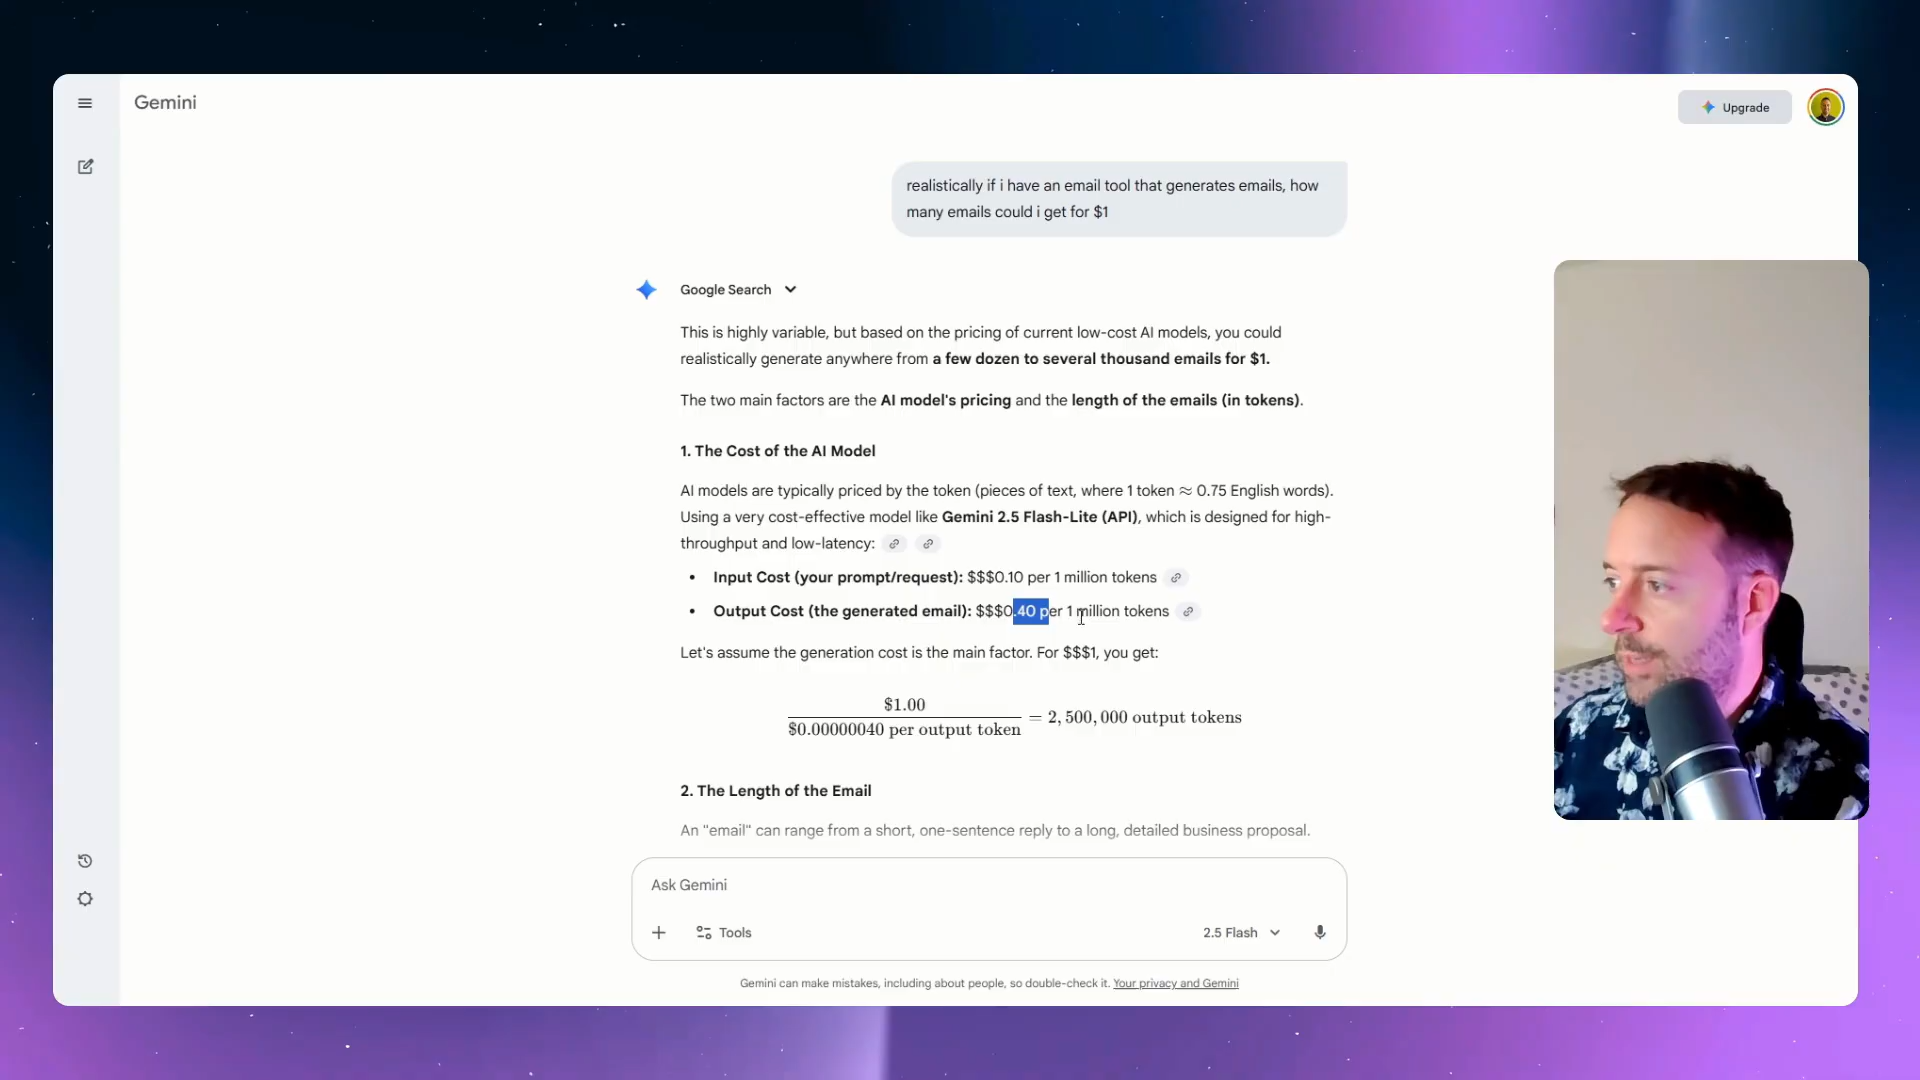 Gemini
Upgrade
realistically if i have an email tool that generates emails, how
many emails could i get for $1
Google Search
This is highly variable, but based on the pricing of current low-cost AI models, you could
realistically generate anywhere from a few dozen to several thousand emails for $1.
The two main factors are the AI model's pricing and the length of the emails (in tokens).
1. The Cost of the AI Model
AI models are typically priced by the token (pieces of text, where 1 token ≈ 0.75 English words).
Using a very cost-effective model like Gemini 2.5 Flash-Lite (API), which is designed for high-
throughput and low-latency:
• Input Cost (your prompt/request): $$$0.10 per 1 million tokens
• Output Cost (the generated email): $$$0.40 per 1 million tokens
Let's assume the generation cost is the main factor. For $$$1, you get:
$1.00
$0.00000040 per output token = 2,500,000 output tokens
2. The Length of the Email
An "email" can range from a short, one-sentence reply to a long, detailed business proposal.
Ask Gemini
Tools
2.5 Flash
Gemini can make mistakes, including about people, so double-check it. Your privacy and Gemini